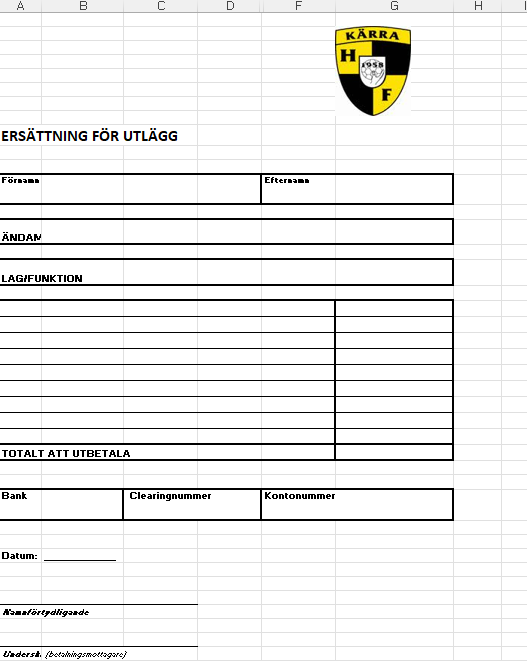 A B C D E F G H I
KÄRRA
H
1958
F
ERSÄTTNING FÖR UTLÄGG
Förnamn Efternamn
ÄNDAM
LAG/FUNKTION
TOTALT ATT UTBETALA
Bank Clearingnummer Kontonummer
Datum:
Namnförtydligande
Undersk. (betalningsmottagare)